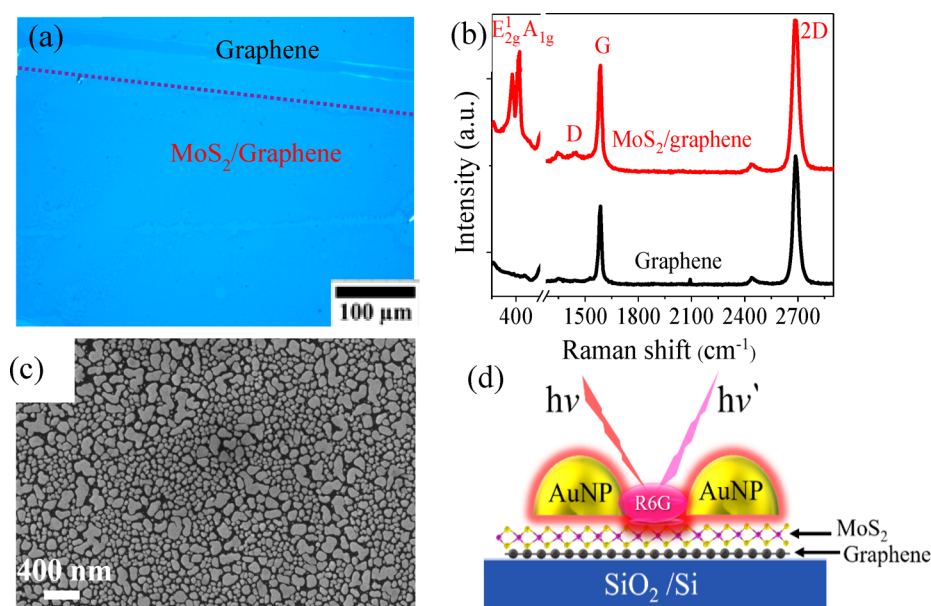 (a)
Graphene
MoS₂/Graphene
100 μm
(b)
E¹₂g A₁g
G
2D
D
MoS₂/graphene
Graphene
Intensity (a.u.)
400 1500 1800 2100 2400 2700
Raman shift (cm⁻¹)
(c)
400 nm
(d)
hν hν`
AuNP R6G AuNP
MoS₂
Graphene
SiO₂ /Si